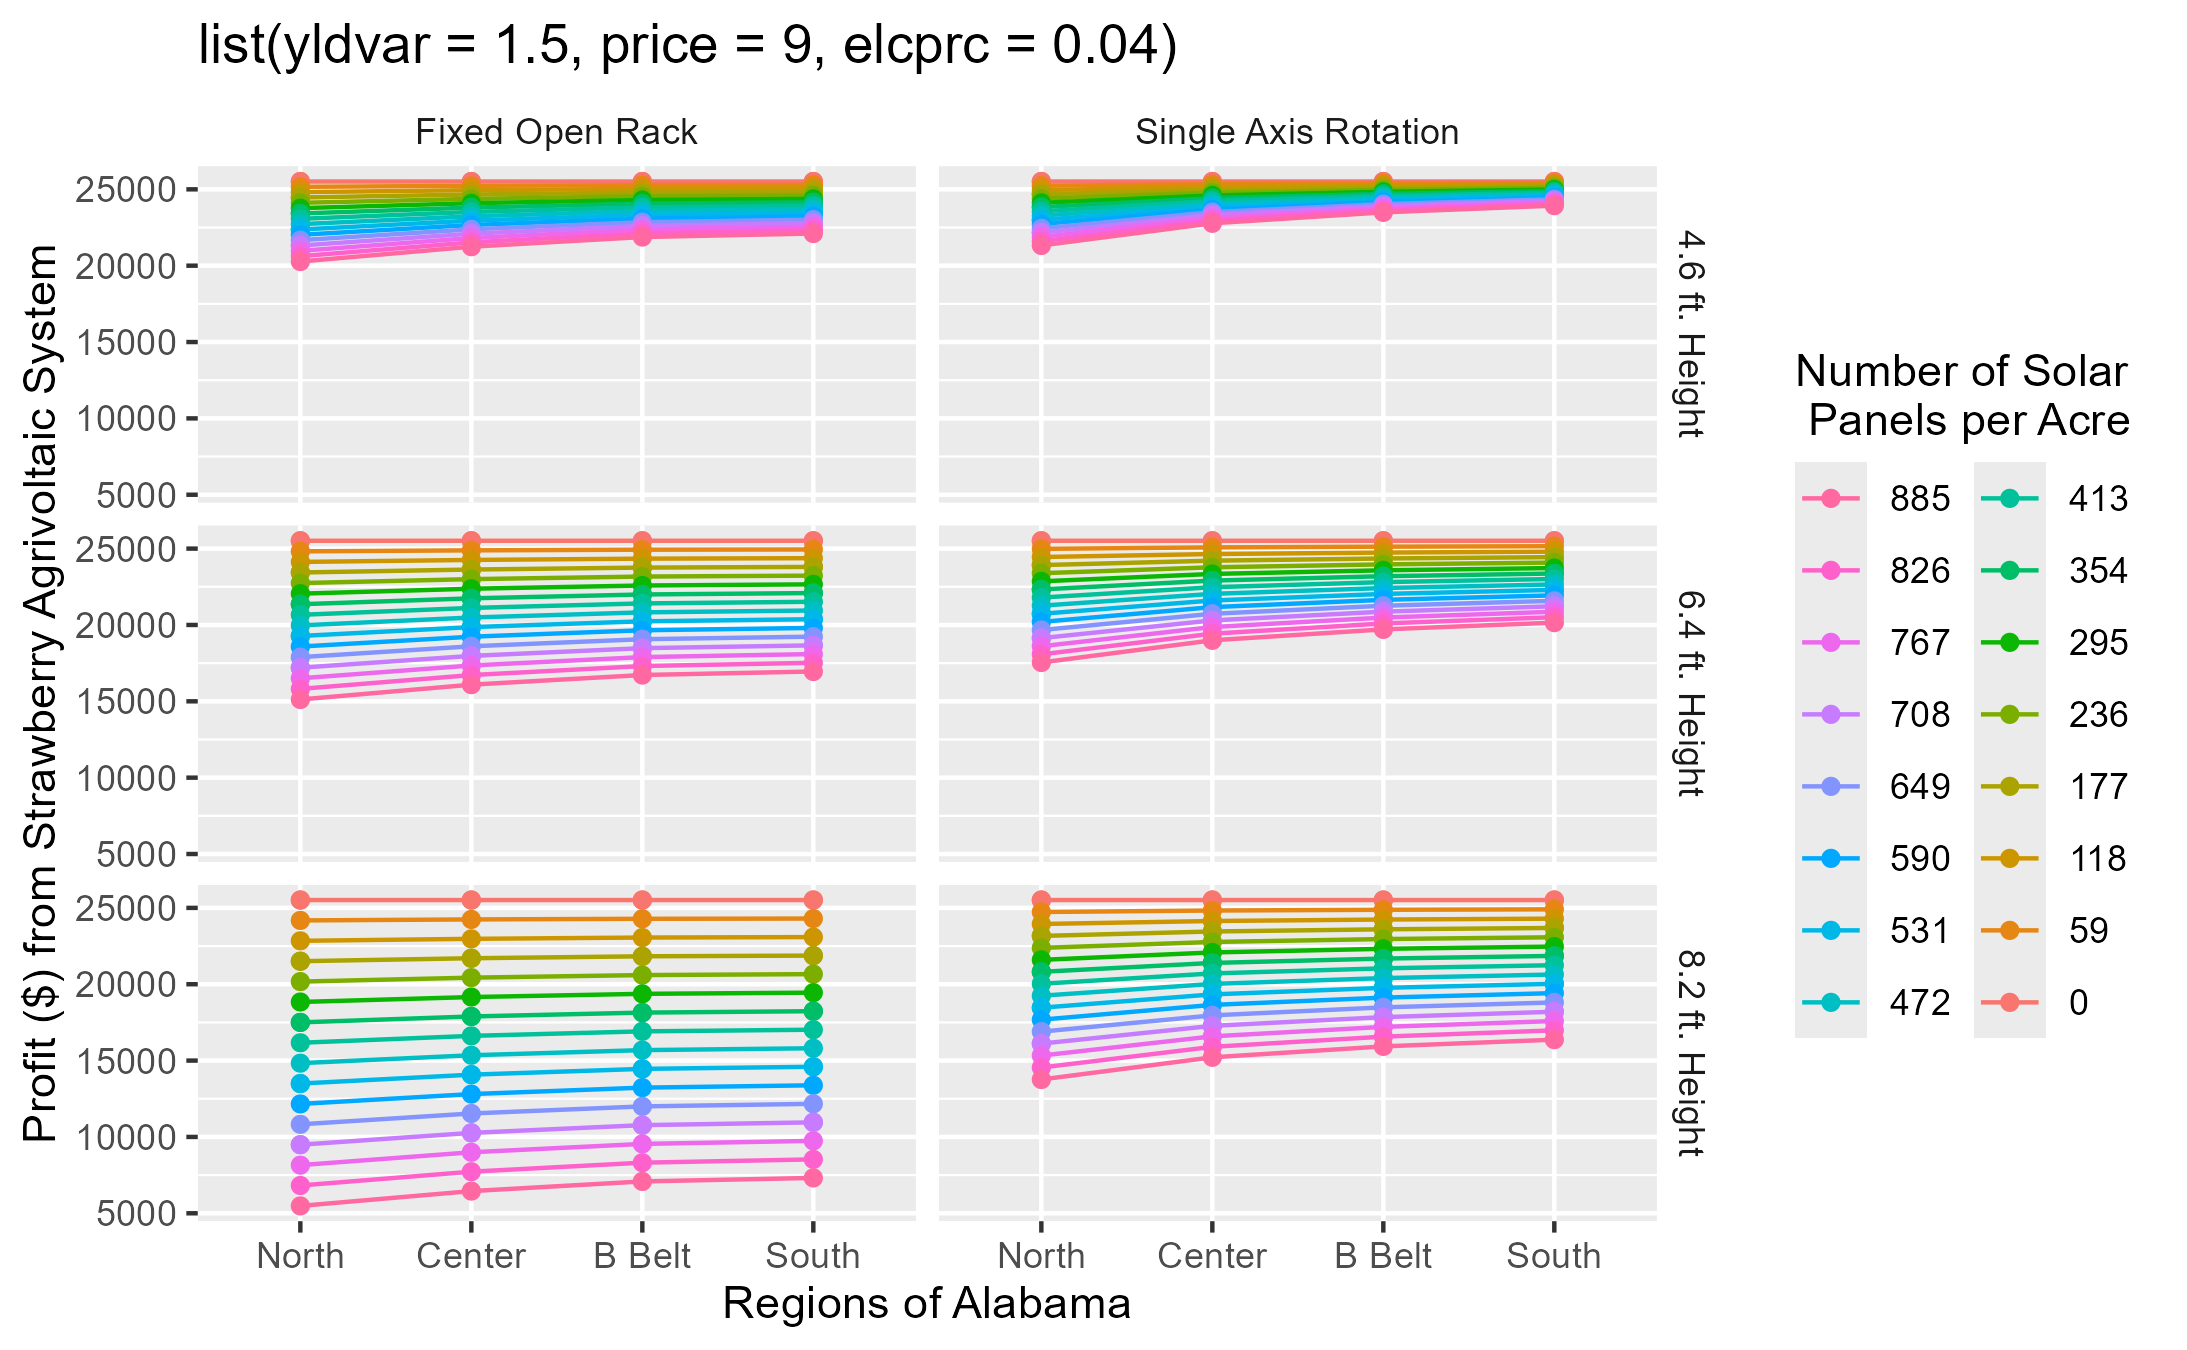 list(yldvar = 1.5, price = 9, elcprc = 0.04)
Fixed Open Rack
Single Axis Rotation
Profit ($) from Strawberry Agrivoltaic System
25000
20000
15000
10000
5000
4.6 ft. Height
25000
20000
15000
10000
5000
6.4 ft. Height
25000
20000
15000
10000
5000
8.2 ft. Height
North Center B Belt South
North Center B Belt South
Regions of Alabama
Number of Solar
Panels per Acre
885 413
826 354
767 295
708 236
649 177
590 118
531 59
472 0